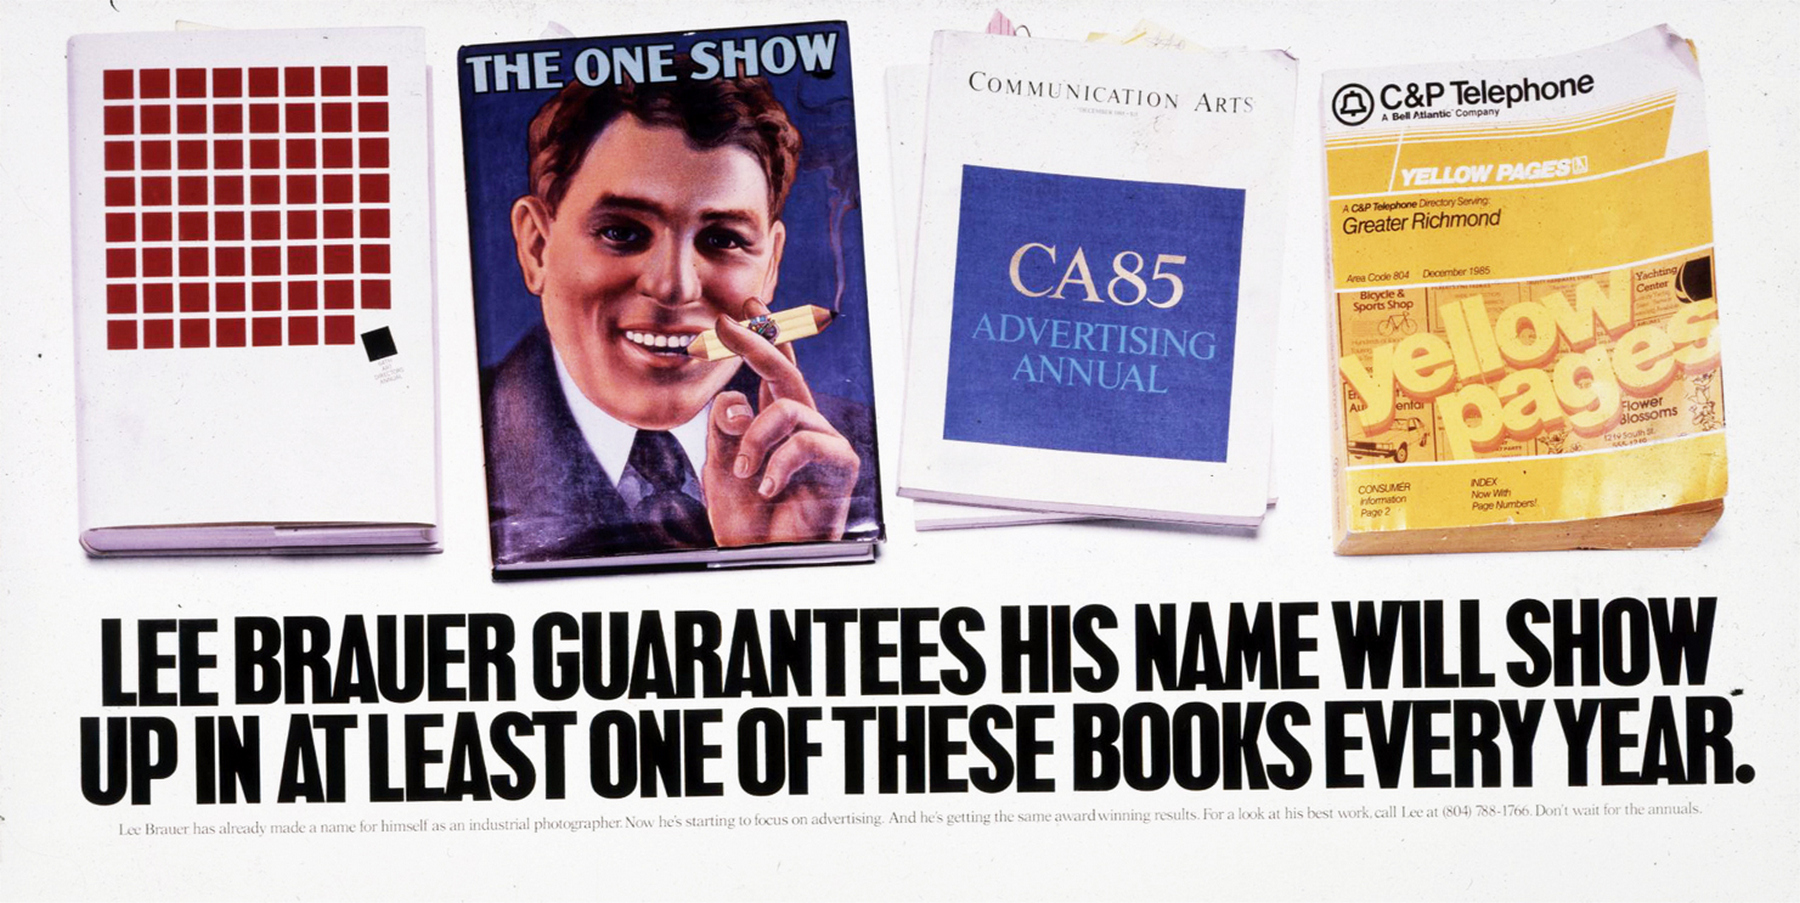 THE ONE SHOW
COMMUNICATION ARTS
CA85
ADVERTISING
ANNUAL
C&P Telephone
A Bell Atlantic Company
YELLOW PAGES
A C&P Telephone Directory Serving:
Greater Richmond
Area Code 804 December 1985
Bicycle &
Sports Shop
Yachting
Center
yellow
pages
Flower
Blossoms
CONSUMER
Information
Page 2
INDEX
Now With
Page Numbers!
LEE BRAUER GUARANTEES HIS NAME WILL SHOW
UP IN AT LEAST ONE OF THESE BOOKS EVERY YEAR.
Lee Brauer has already made a name for himself as an industrial photographer. Now he's starting to focus on advertising. And he's getting the same award winning results. For a look at his best work, call Lee at (804) 788-1766. Don't wait for the annuals.